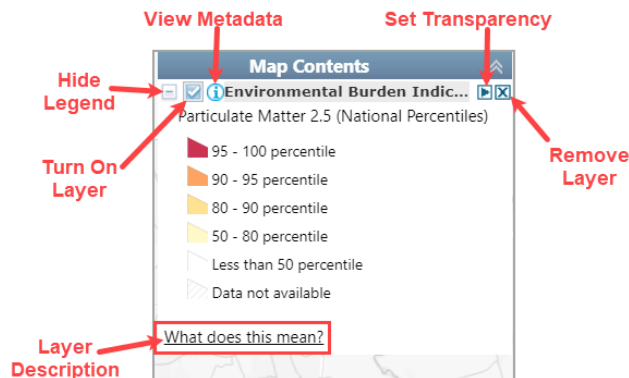 View Metadata
Set Transparency
Map Contents
Hide
Legend
Environmental Burden Indic...
Particulate Matter 2.5 (National Percentiles)
Turn On
Layer
Remove
Layer
95 - 100 percentile
90 - 95 percentile
80 - 90 percentile
50 - 80 percentile
Less than 50 percentile
Data not available
What does this mean?
Layer
Description